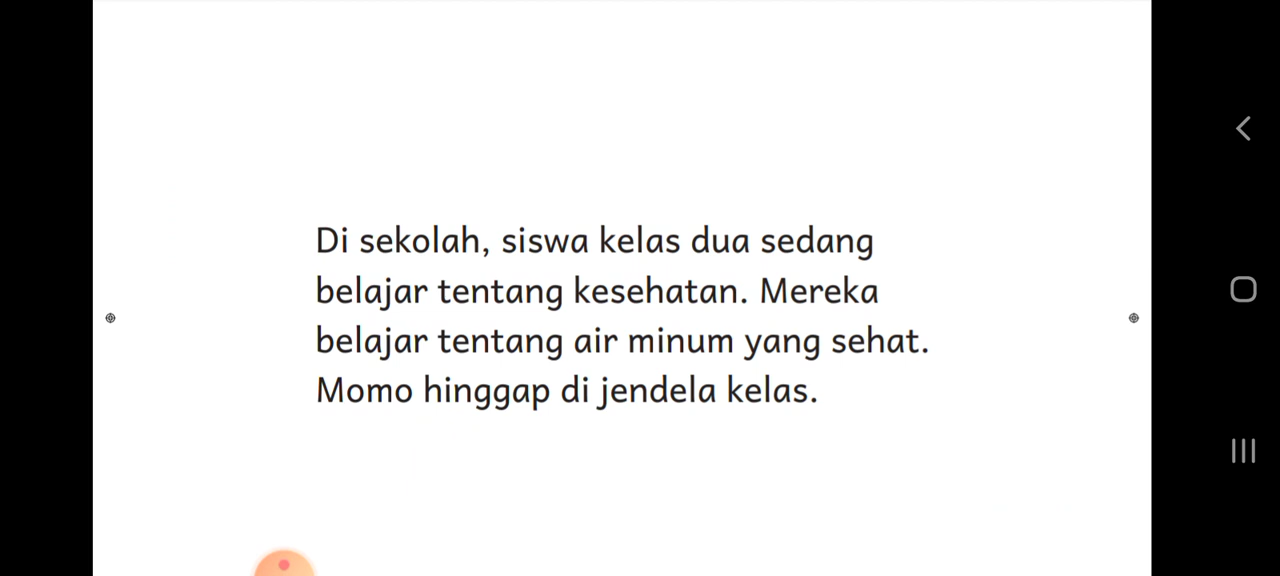 Di sekolah, siswa kelas dua sedang
belajar tentang kesehatan. Mereka
belajar tentang air minum yang sehat.
Momo hinggap di jendela kelas.